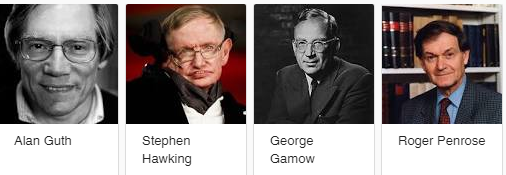 Alan Guth
Stephen
Hawking
George
Gamow
Roger Penrose